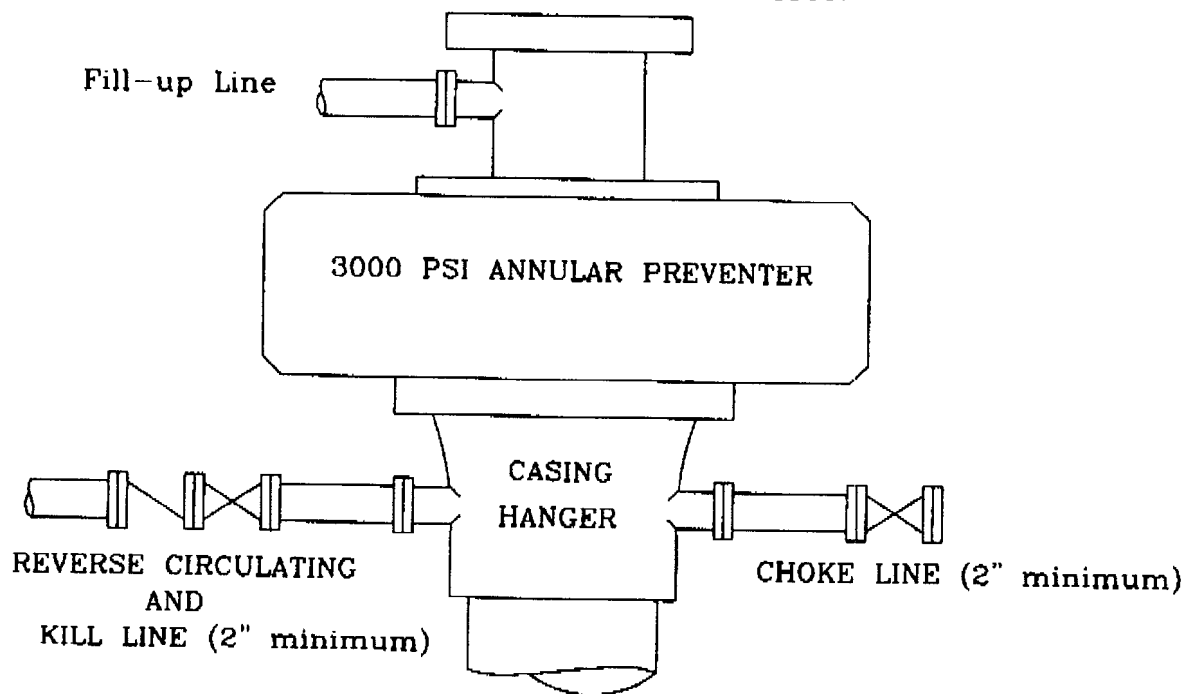 Fill-up Line
3000 PSI ANNULAR PREVENTER
CASING
HANGER
REVERSE CIRCULATING
AND
KILL LINE (2" minimum)
CHOKE LINE (2" minimum)